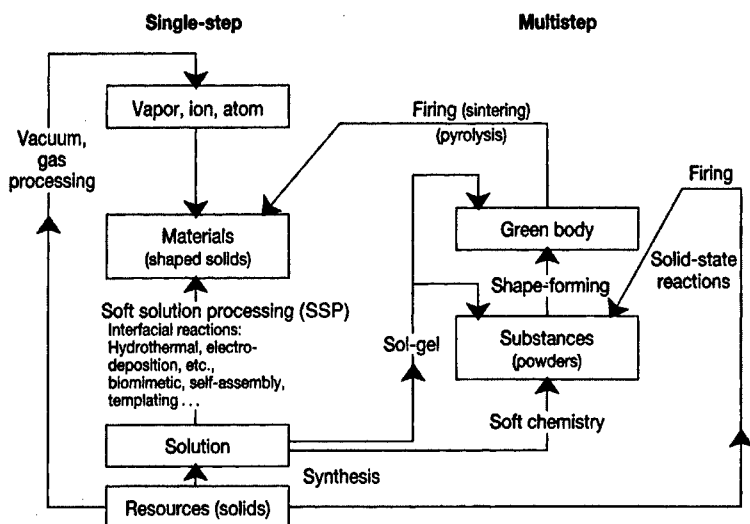 Single-step
Multistep
Vapor, ion, atom
Firing (sintering)
(pyrolysis)
Vacuum,
gas
processing
Firing
Materials
(shaped solids)
Green body
Solid-state
reactions
Shape-forming
Soft solution processing (SSP)
Interfacial reactions:
Hydrothermal, electro-
deposition, etc.,
biomimetic, self-assembly,
templating . . .
Sol-gel
Substances
(powders)
Soft chemistry
Solution
Synthesis
Resources (solids)